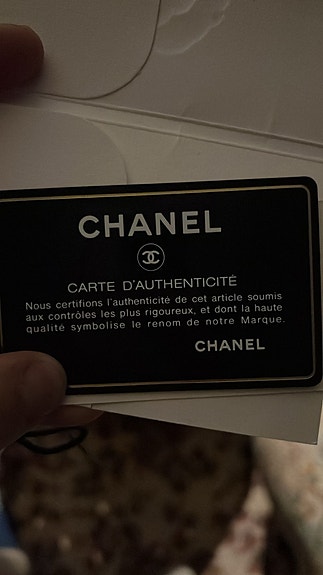 CHANEL
CARTE D'AUTHENTICITÉ
Nous certifions l'authenticité de cet article soumis
aux contrôles les plus rigoureux, et dont la haute
qualité symbolise le renom de notre Marque.
CHANEL